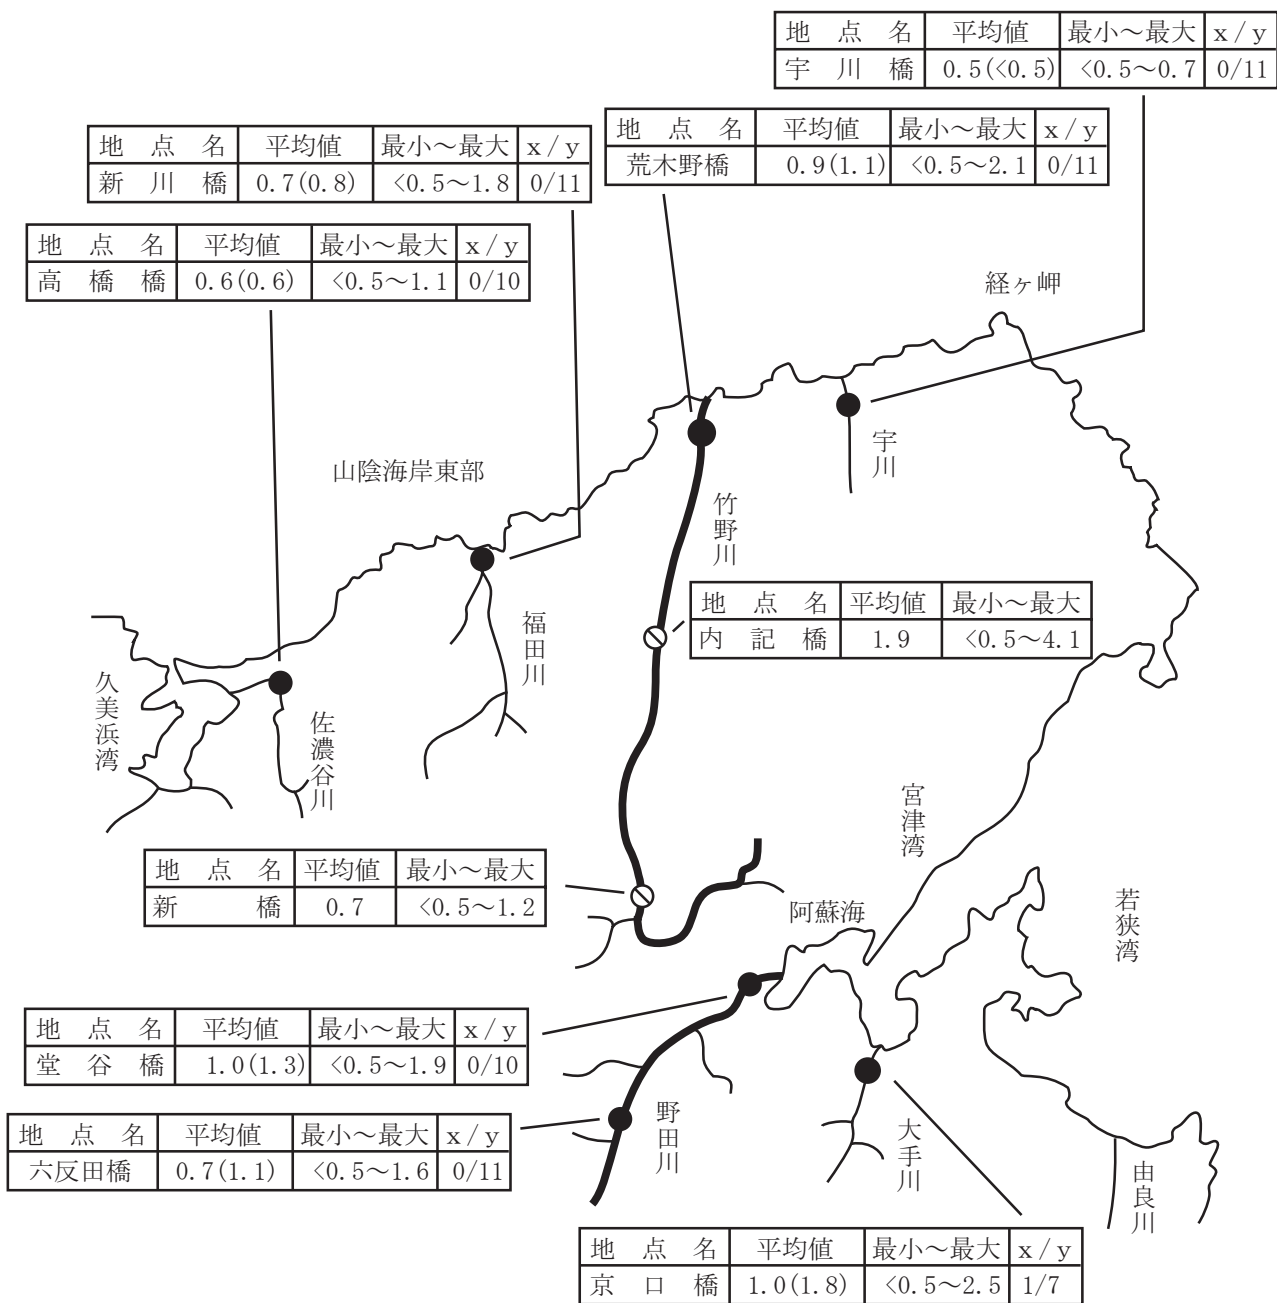 地点名 平均値 最小～最大 x/y
宇川橋 0.5(<0.5) <0.5～0.7 0/11
地点名 平均値 最小～最大 x/y
荒木野橋 0.9(1.1) <0.5～2.1 0/11
地点名 平均値 最小～最大 x/y
新川橋 0.7(0.8) <0.5～1.8 0/11
地点名 平均値 最小～最大 x/y
高橋橋 0.6(0.6) <0.5～1.1 0/10
経ヶ岬
宇川
山陰海岸東部
竹野川
地点名 平均値 最小～最大
内記橋 1.9 <0.5～4.1
福田川
久美浜湾
佐濃谷川
宮津湾
地点名 平均値 最小～最大
新橋 0.7 <0.5～1.2
阿蘇海
若狭湾
地点名 平均値 最小～最大 x/y
堂谷橋 1.0(1.3) <0.5～1.9 0/10
野田川
大手川
地点名 平均値 最小～最大 x/y
六反田橋 0.7(1.1) <0.5～1.6 0/11
由良川
地点名 平均値 最小～最大 x/y
京口橋 1.0(1.8) <0.5～2.5 1/7